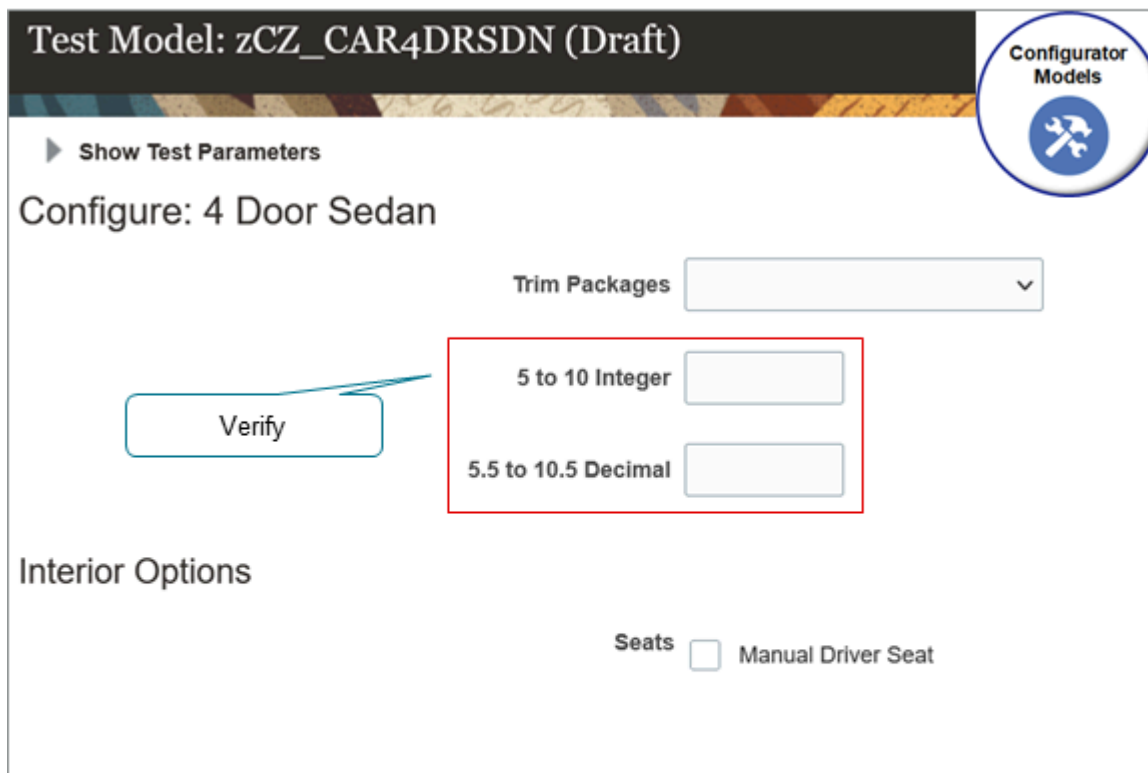 Test Model: zCZ_CAR4DRSDN (Draft)
Configurator
Models
Show Test Parameters
Configure: 4 Door Sedan
Trim Packages
5 to 10 Integer
Verify
5.5 to 10.5 Decimal
Interior Options
Seats
Manual Driver Seat